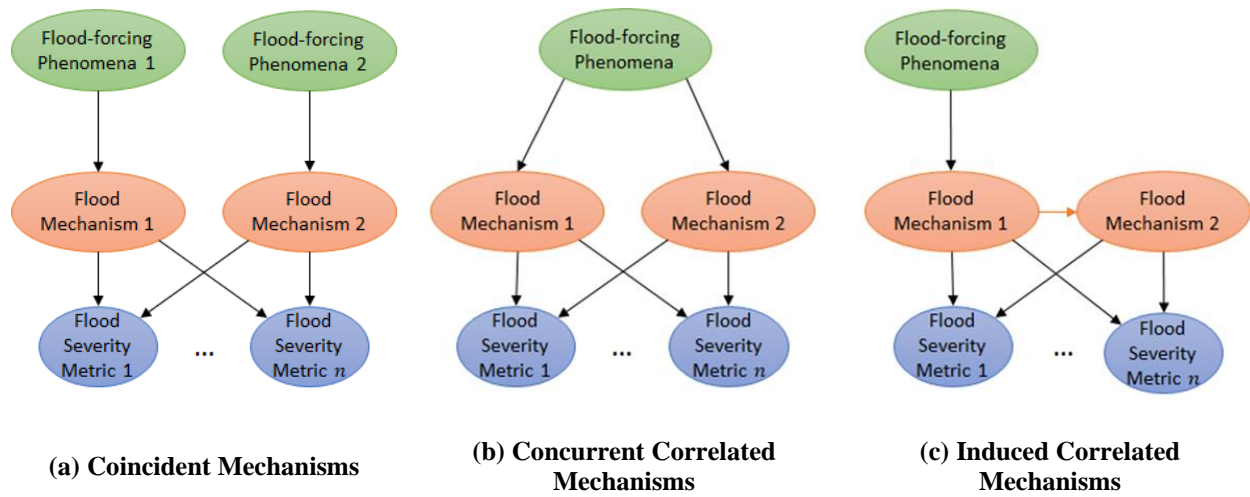 Flood-forcing
Phenomena 1
Flood-forcing
Phenomena 2
Flood
Mechanism 1
Flood
Mechanism 2
Flood
Severity
Metric 1
...
Flood
Severity
Metric n
(a) Coincident Mechanisms
Flood-forcing
Phenomena
Flood
Mechanism 1
Flood
Mechanism 2
Flood
Severity
Metric 1
...
Flood
Severity
Metric n
(b) Concurrent Correlated
Mechanisms
Flood-forcing
Phenomena
Flood
Mechanism 1
Flood
Mechanism 2
Flood
Severity
Metric 1
...
Flood
Severity
Metric n
(c) Induced Correlated
Mechanisms